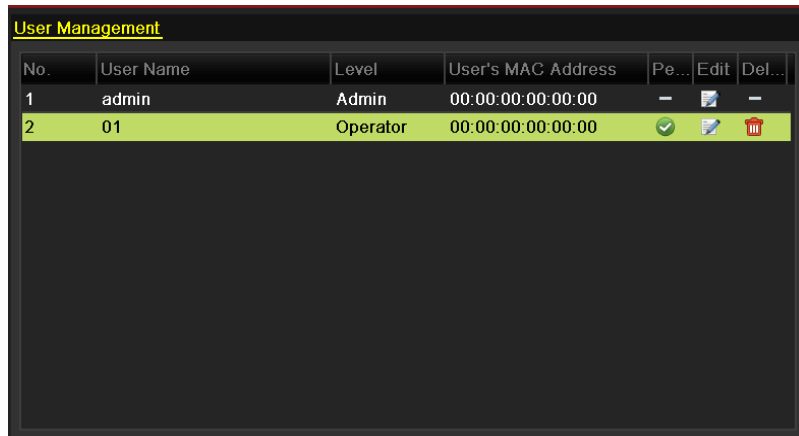 User Management
No. User Name Level User's MAC Address Pe... Edit Del...
1 admin Admin 00:00:00:00:00:00 – –
2 01 Operator 00:00:00:00:00:00